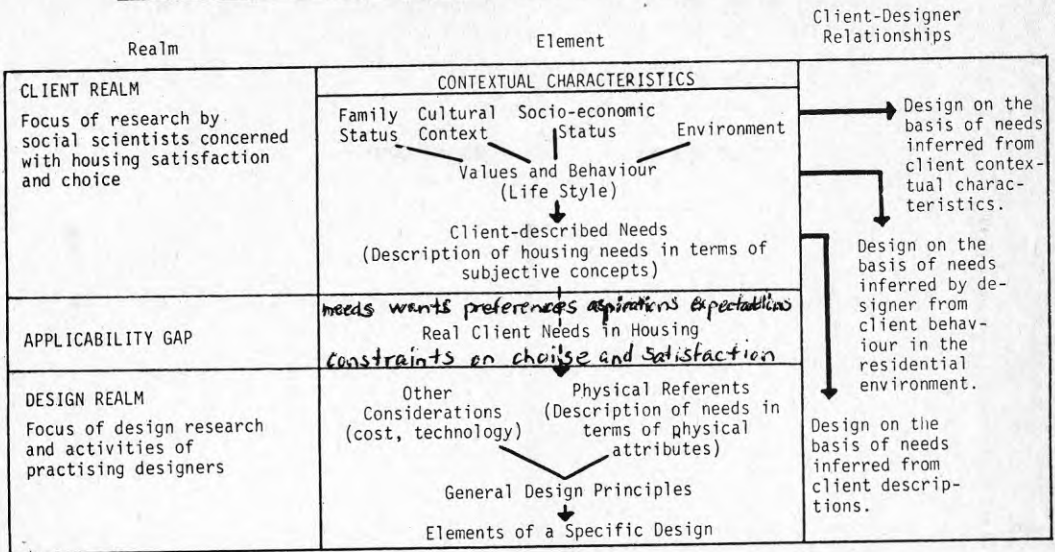 Client-Designer
Relationships
Realm
Element
CLIENT REALM
Focus of research by
social scientists concerned
with housing satisfaction
and choice
CONTEXTUAL CHARACTERISTICS
Family Cultural Socio-economic
Status Context Status Environment
Values and Behaviour
(Life Style)
Client-described Needs
(Description of housing needs in terms of
subjective concepts)
Design on the
basis of needs
inferred from
client contex-
tual charac-
teristics.
Design on the
basis of needs
inferred by de-
signer from
client behav-
iour in the
residential
environment.
Design on the
basis of needs
inferred from
client descrip-
tions.
APPLICABILITY GAP
needs wants preferences aspirations expectations
Real Client Needs in Housing
constraints on choise and satisfaction
DESIGN REALM
Focus of design research
and activities of
practising designers
Other
Considerations
(cost, technology)
Physical Referents
(Description of needs in
terms of physical
attributes)
General Design Principles
Elements of a Specific Design